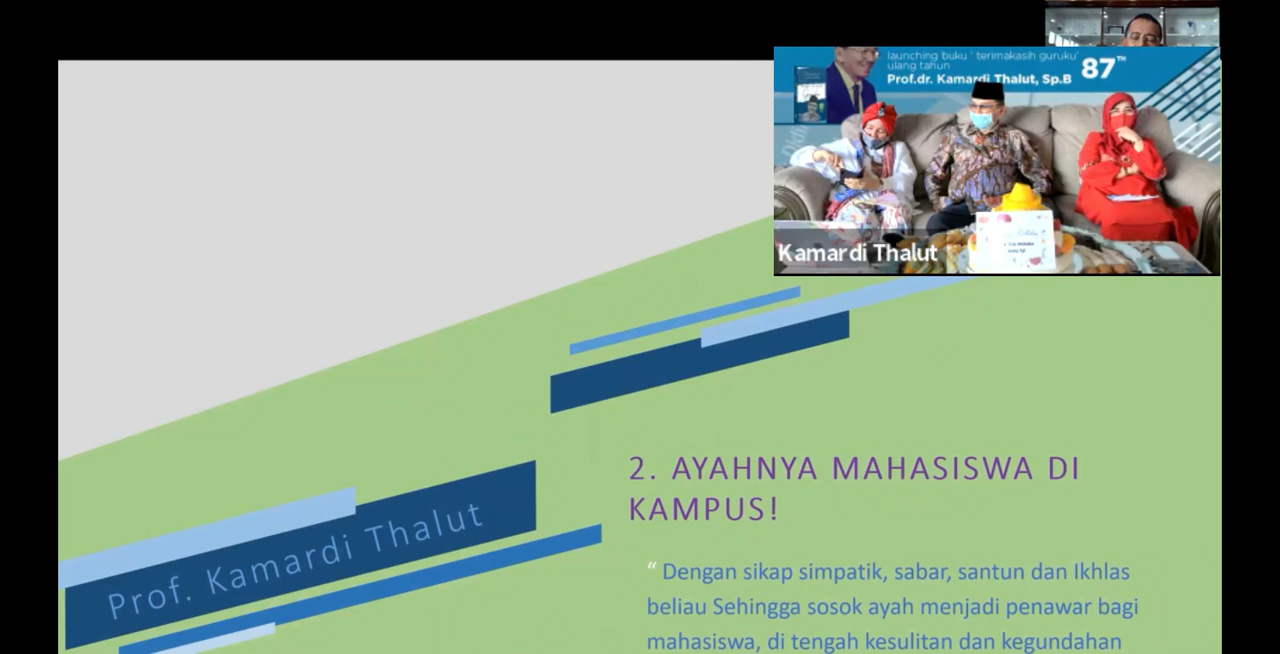 launching buku " terimakasih guruku"
ulang tahun
Prof.dr. Kamardi Thalut, Sp.B
87TH
Kamardi Thalut
2. AYAHNYA MAHASISWA DI
KAMPUS!
Prof. Kamardi Thalut
“ Dengan sikap simpatik, sabar, santun dan Ikhlas
beliau Sehingga sosok ayah menjadi penawar bagi
mahasiswa, di tengah kesulitan dan kegundahan